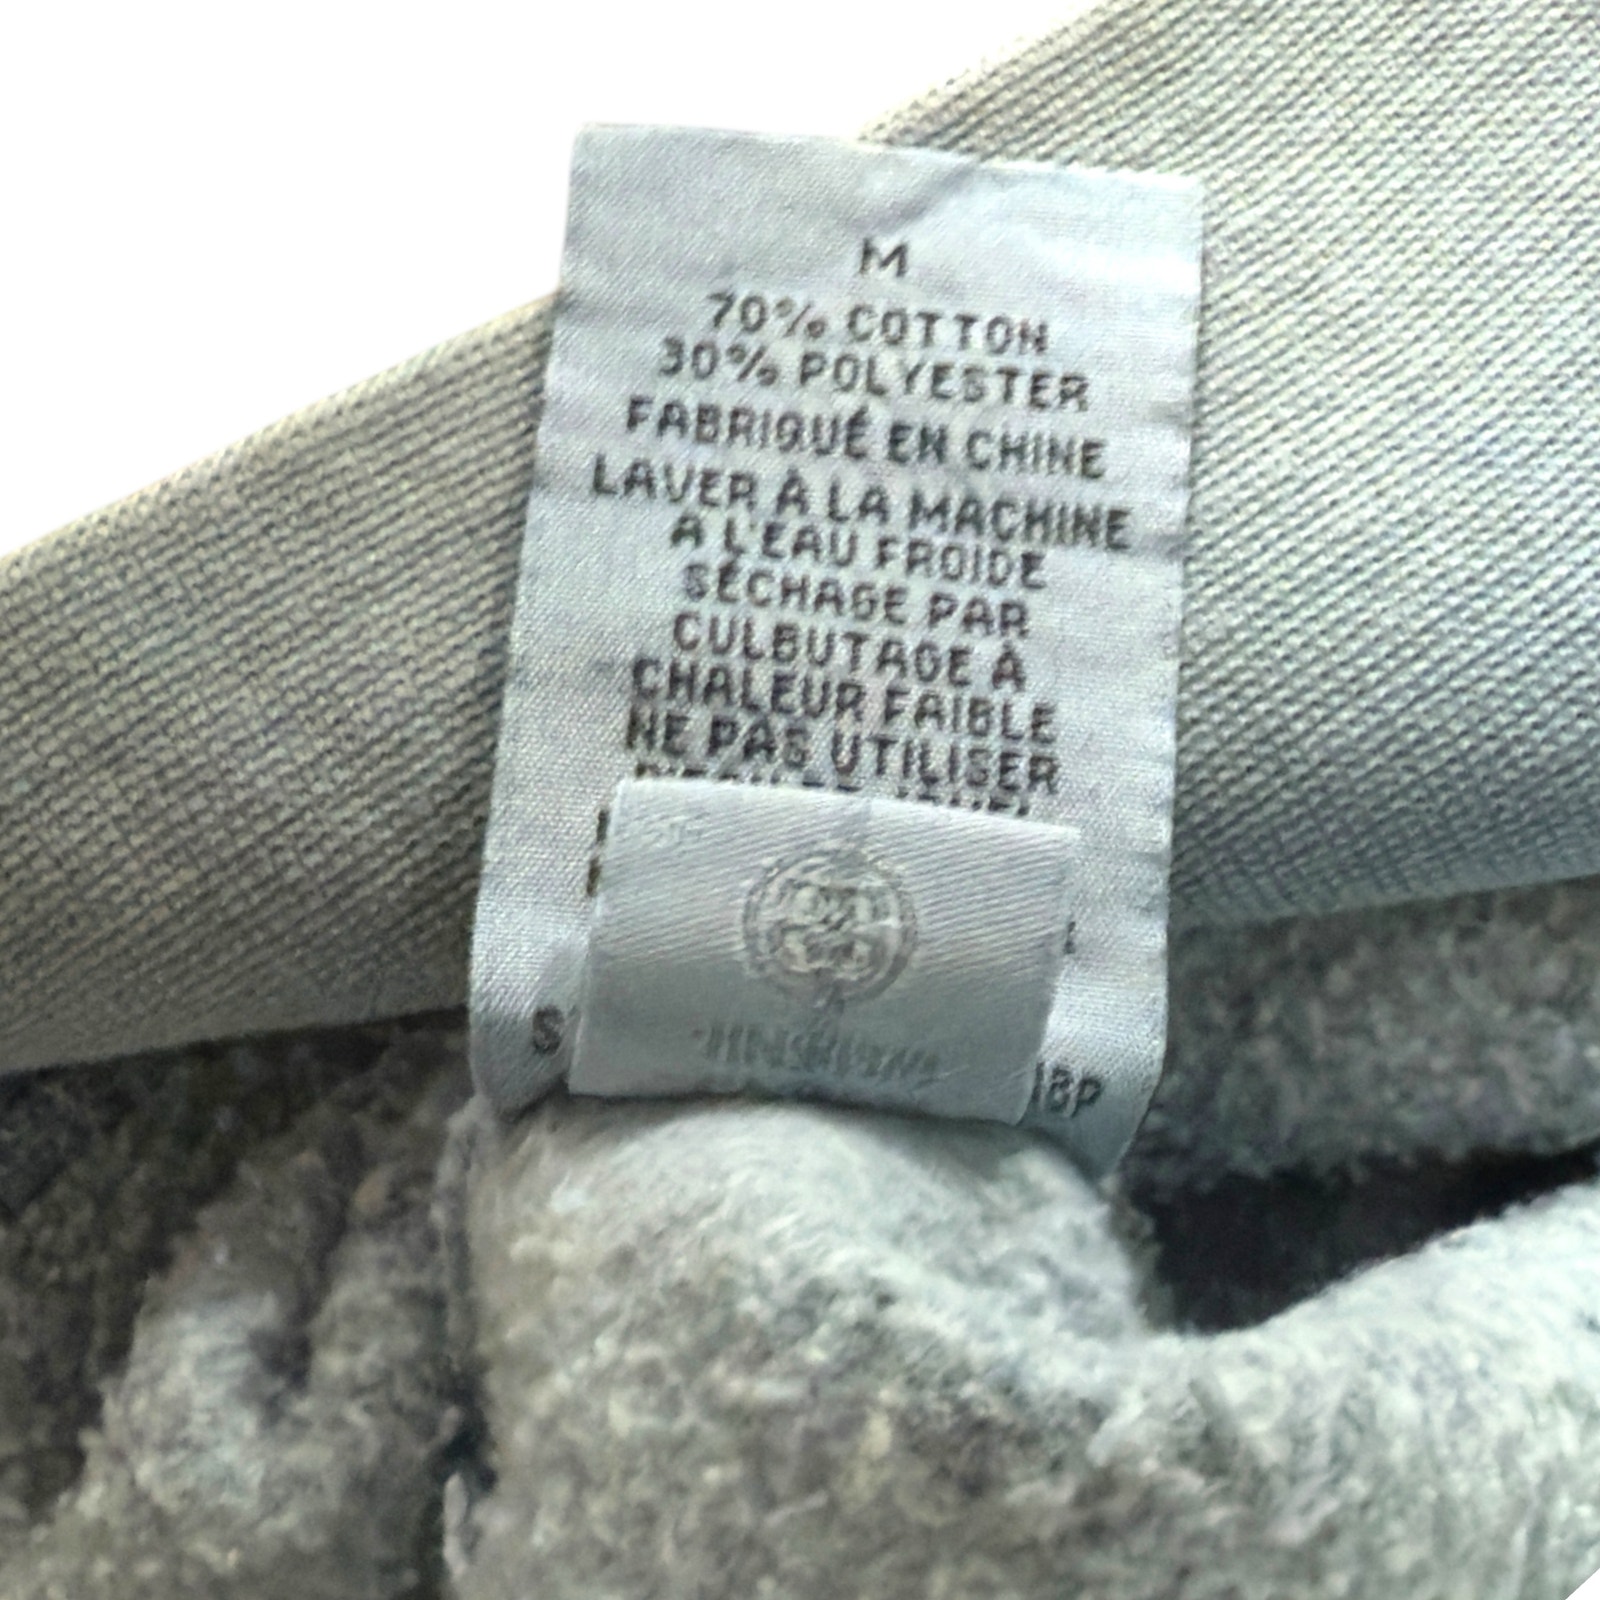 M
70% COTTON
30% POLYESTER
FABRIQUÉ EN CHINE
LAVER À LA MACHINE
À L'EAU FROIDE
SÉCHAGE PAR
CULBUTAGE À
CHALEUR FAIBLE
NE PAS UTILISER
S
18P